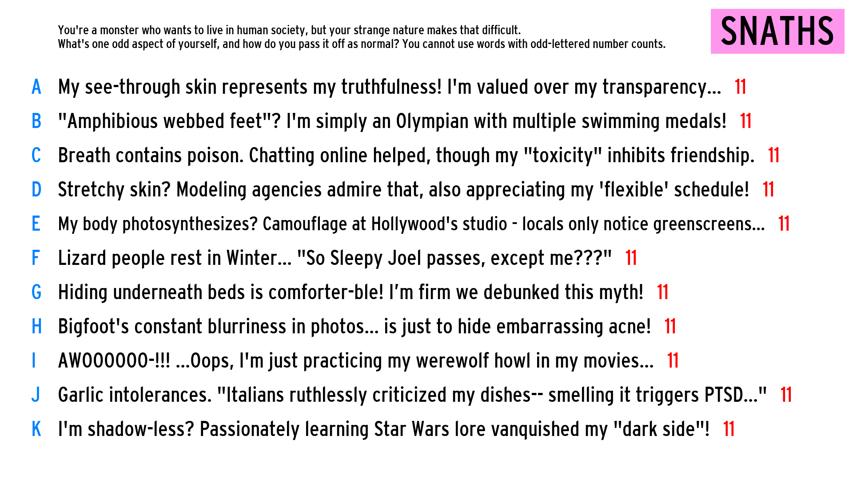 You're a monster who wants to live in human society, but your strange nature makes that difficult.
What's one odd aspect of yourself, and how do you pass it off as normal? You cannot use words with odd-lettered number counts.
SNATHS
A My see-through skin represents my truthfulness! I'm valued over my transparency... 11
B "Amphibious webbed feet"? I'm simply an Olympian with multiple swimming medals! 11
C Breath contains poison. Chatting online helped, though my "toxicity" inhibits friendship. 11
D Stretchy skin? Modeling agencies admire that, also appreciating my 'flexible' schedule! 11
E My body photosynthesizes? Camouflage at Hollywood's studio - locals only notice greenscreens... 11
F Lizard people rest in Winter... "So Sleepy Joel passes, except me???" 11
G Hiding underneath beds is comforter-ble! I’m firm we debunked this myth! 11
H Bigfoot's constant blurriness in photos... is just to hide embarrassing acne! 11
I AWOOOOOO-!!! ...Oops, I'm just practicing my werewolf howl in my movies... 11
J Garlic intolerances. "Italians ruthlessly criticized my dishes-- smelling it triggers PTSD..." 11
K I'm shadow-less? Passionately learning Star Wars lore vanquished my "dark side"! 11